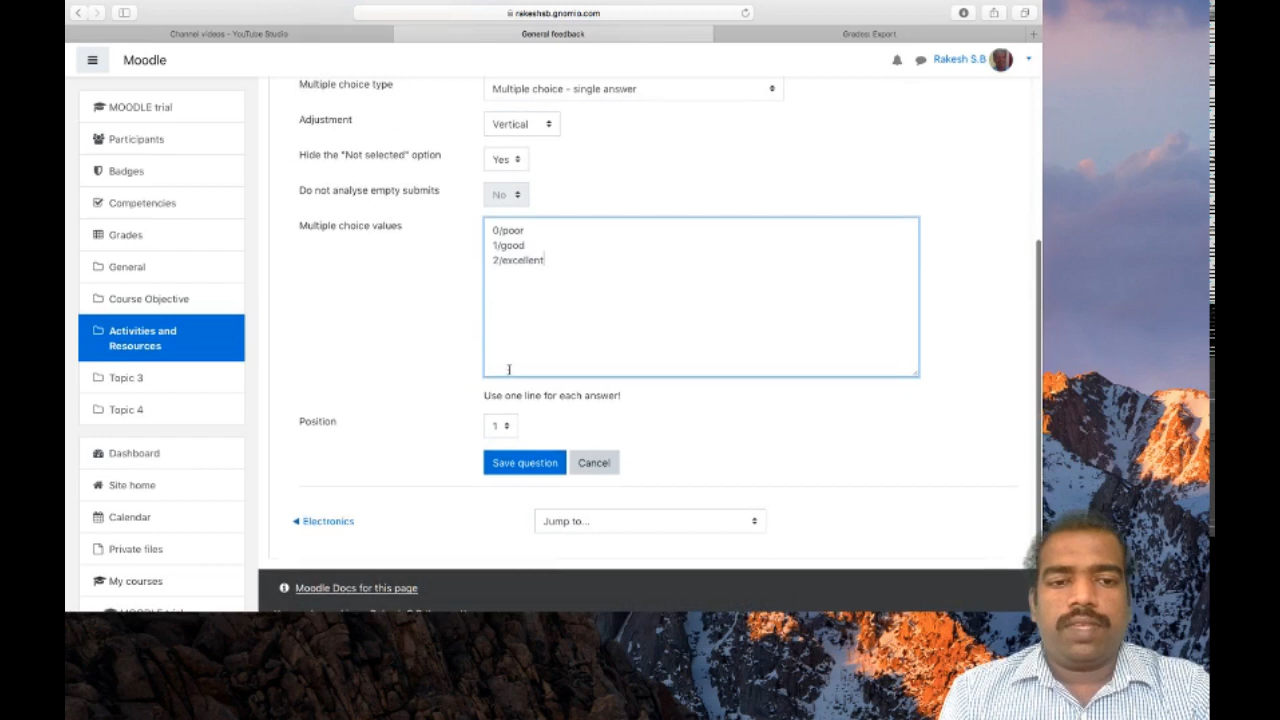 rakeshsb.gnomio.com
Channel videos - YouTube Studio
General feedback
Grades: Export
Moodle
Rakesh S.B
MOODLE trial
Participants
Badges
Competencies
Grades
General
Course Objective
Activities and
Resources
Topic 3
Topic 4
Dashboard
Site home
Calendar
Private files
My courses
MOODLE trial
Multiple choice type
Multiple choice - single answer
Adjustment
Vertical
Hide the "Not selected" option
Yes
Do not analyse empty submits
No
Multiple choice values
0/poor
1/good
2/excellent
Use one line for each answer!
Position
1
Save question
Cancel
◀ Electronics
Jump to...
Moodle Docs for this page